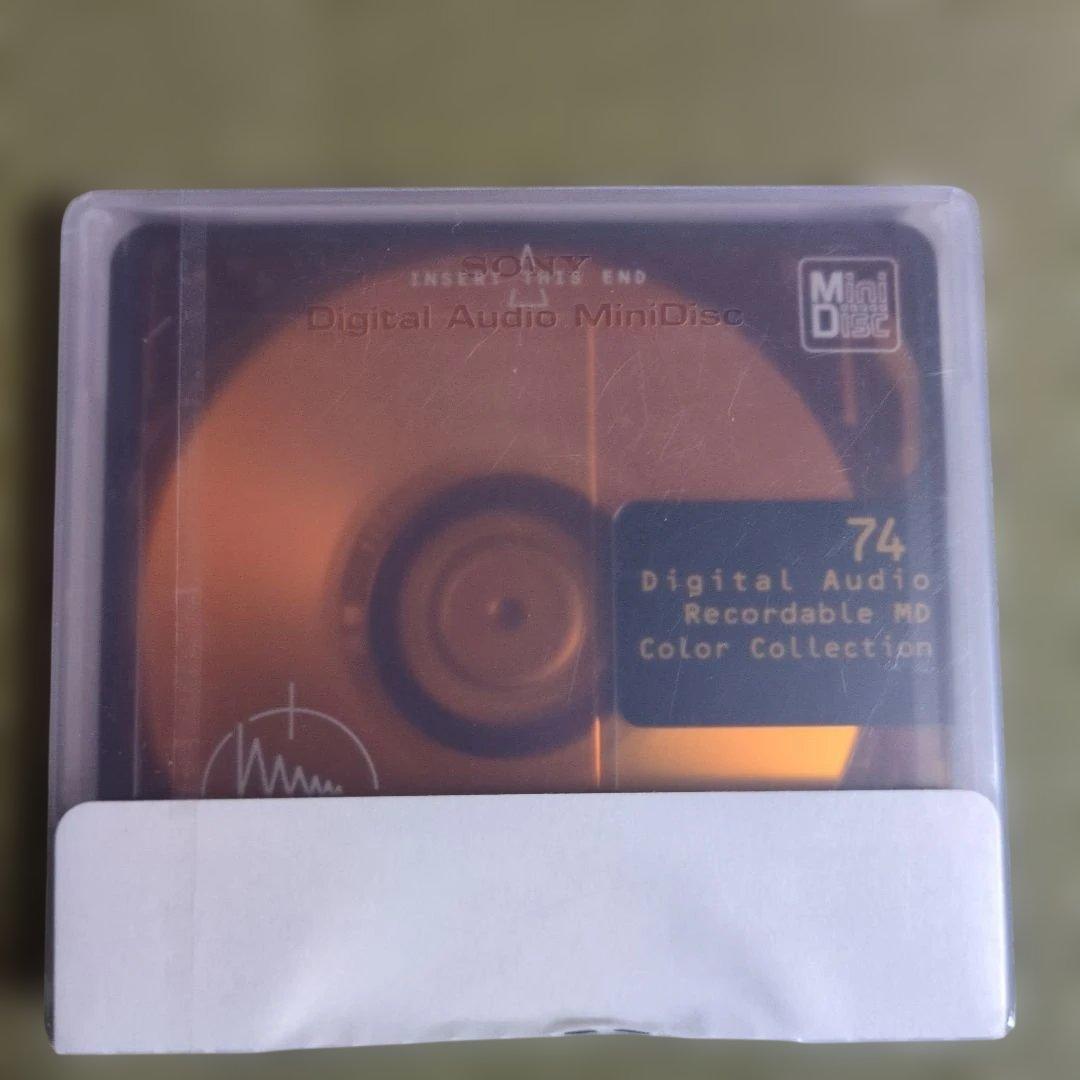 SONY
INSERT THIS END
Digital Audio MiniDisc
Mini
Disc
74
Digital Audio
Recordable MD
Color Collection